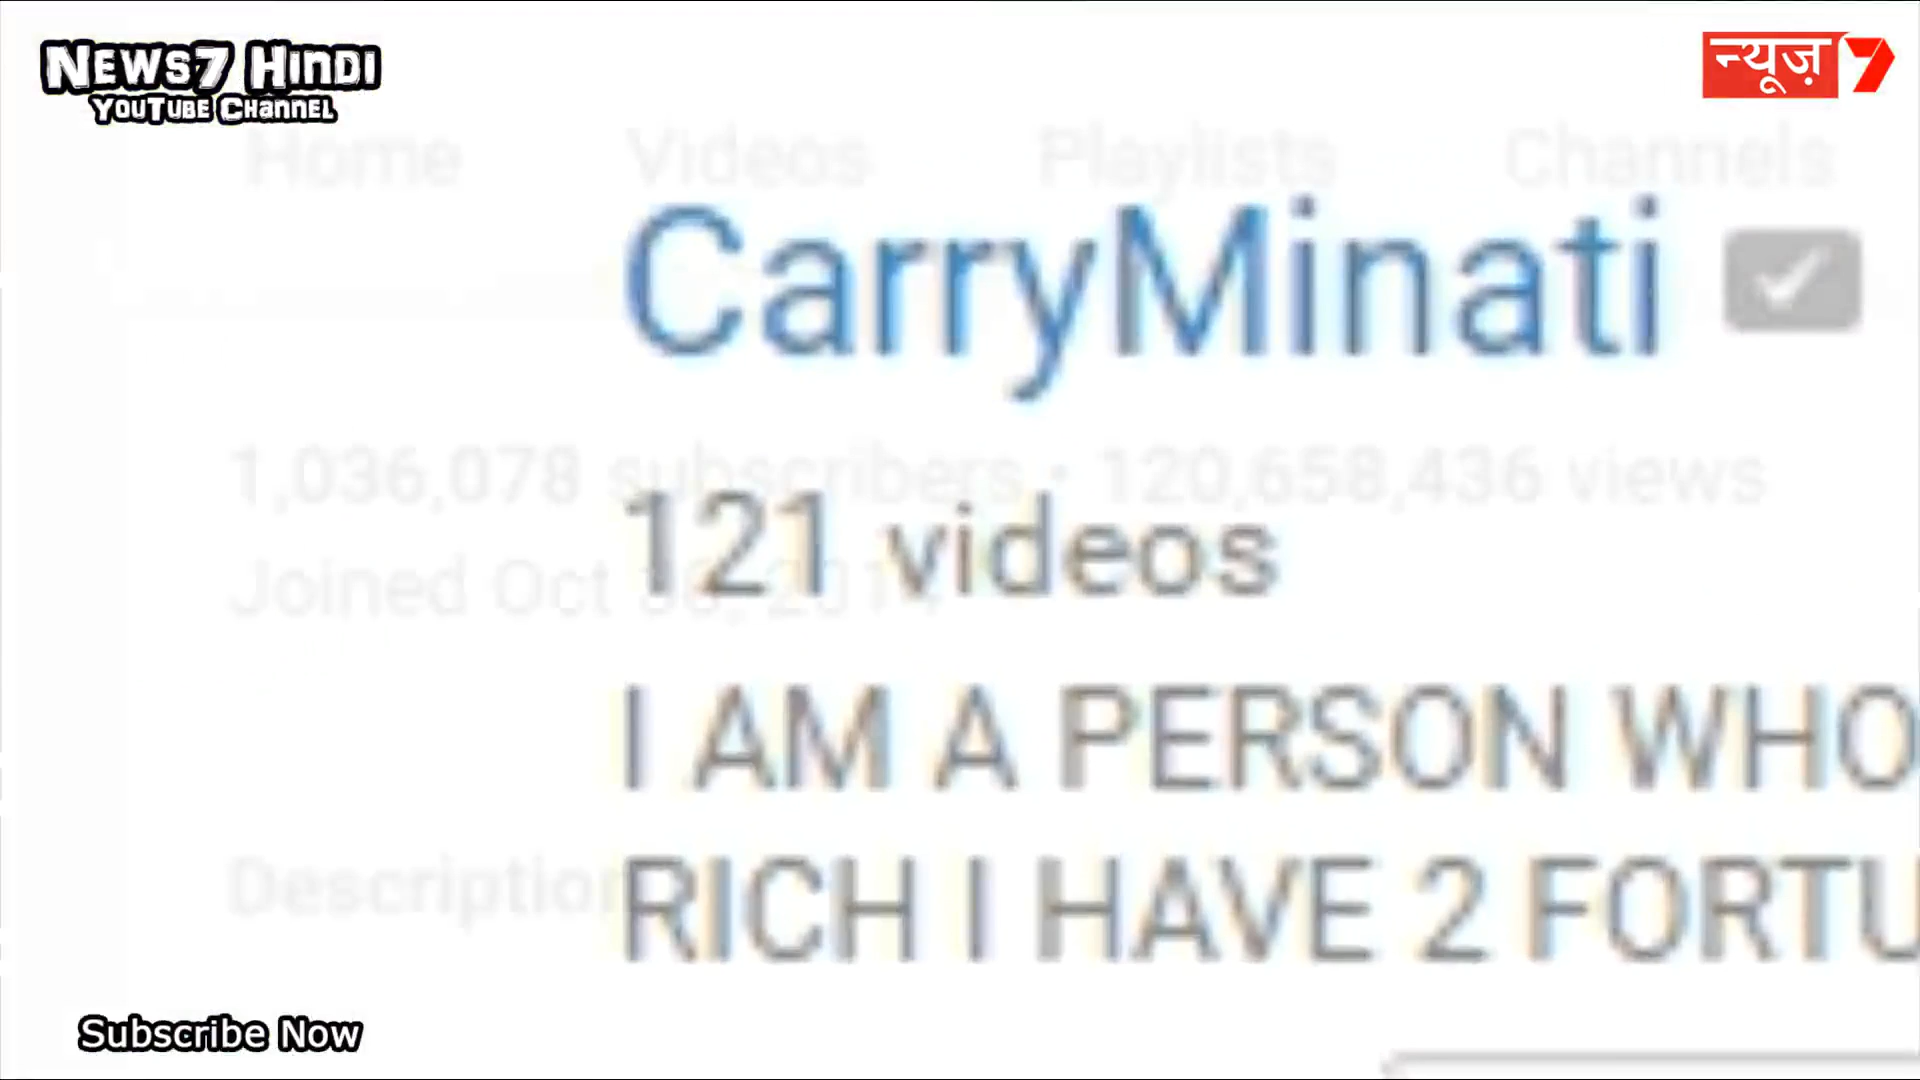 News7 Hindi
YouTube Channel
न्यूज़ 7
Home Videos Playlists Channels
CarryMinati
1,036,078 subscribers • 120,658,436 views
121 videos
Joined Oct
I AM A PERSON WHO
Description
RICH I HAVE 2 FORTU
Subscribe Now